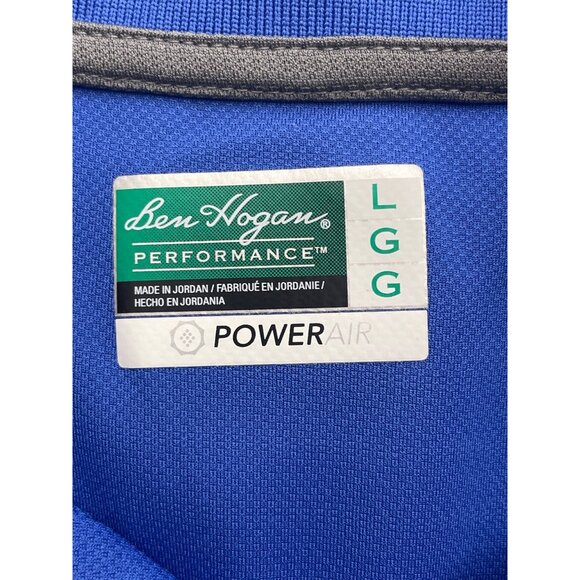 Ben Hogan®
PERFORMANCE™
MADE IN JORDAN / FABRIQUÉ EN JORDANIE /
HECHO EN JORDANIA
L
G
G
POWERAIR